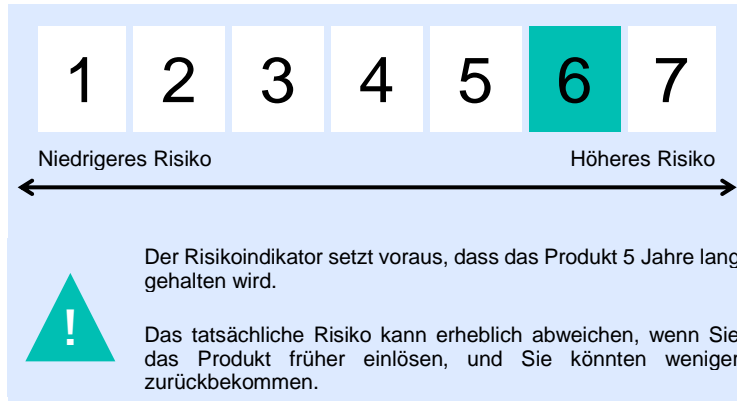 1 2 3 4 5 6 7
Niedrigeres Risiko Höheres Risiko
Der Risikoindikator setzt voraus, dass das Produkt 5 Jahre lang
gehalten wird.
!
Das tatsächliche Risiko kann erheblich abweichen, wenn Sie
das Produkt früher einlösen, und Sie könnten weniger
zurückbekommen.